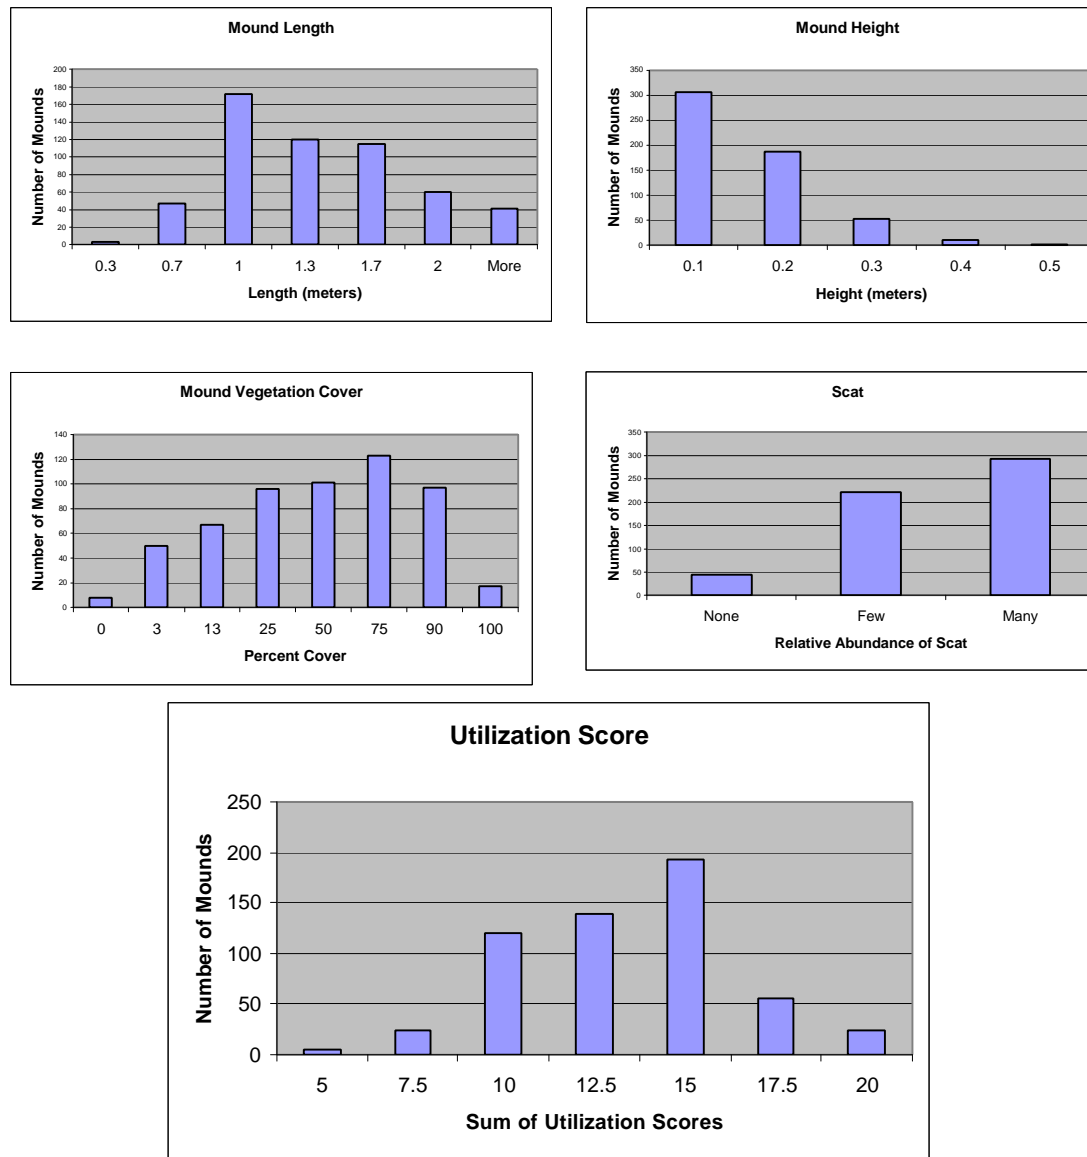 Mound Length
Number of Mounds
200
180
160
140
120
100
80
60
40
20
0
0.3 0.7 1 1.3 1.7 2 More
Length (meters)
Mound Height
Number of Mounds
350
300
250
200
150
100
50
0
0.1 0.2 0.3 0.4 0.5
Height (meters)
Mound Vegetation Cover
Number of Mounds
140
120
100
80
60
40
20
0
0 3 13 25 50 75 90 100
Percent Cover
Scat
Number of Mounds
350
300
250
200
150
100
50
0
None Few Many
Relative Abundance of Scat
Utilization Score
Number of Mounds
250
200
150
100
50
0
5 7.5 10 12.5 15 17.5 20
Sum of Utilization Scores